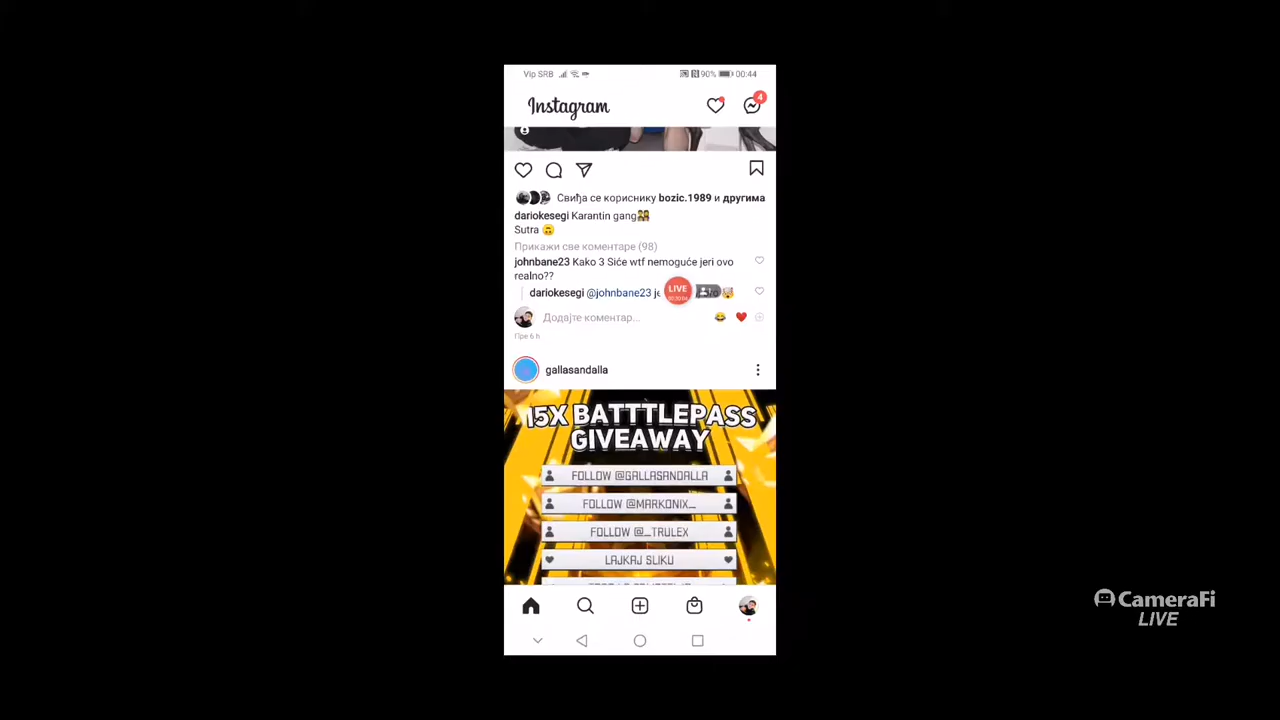 Vip SRB 90% 00:44
Instagram 4
Свиђа се кориснику bozic.1989 и другима
dariokesegi Karantin gang
Sutra
Прикажи све коментаре (98)
johnbane23 Kako 3 Siće wtf nemoguće jeri ovo
realno??
dariokesegi @johnbane23
LIVE
Додајте коментар...
Пре 6 h
gallasandalla
15X BATTTLEPASS
GIVEAWAY
FOLLOW @GALLASANDALLA
FOLLOW @MARKONIX_
FOLLOW @_TRULEX
LAJKAJ SLIKU
CameraFi
LIVE